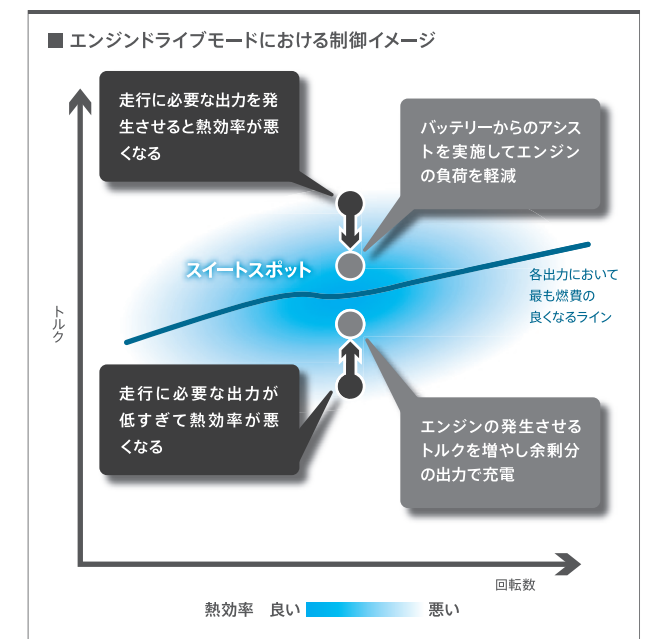 ■ エンジンドライブモードにおける制御イメージ
走行に必要な出力を発
生させると熱効率が悪
くなる
バッテリーからのアシス
トを実施してエンジン
の負荷を軽減
スイートスポット
各出力において
最も燃費の
良くなるライン
トルク
走行に必要な出力が
低すぎて熱効率が悪
くなる
エンジンの発生させる
トルクを増やし余剰分
の出力で充電
回転数
熱効率 良い 悪い